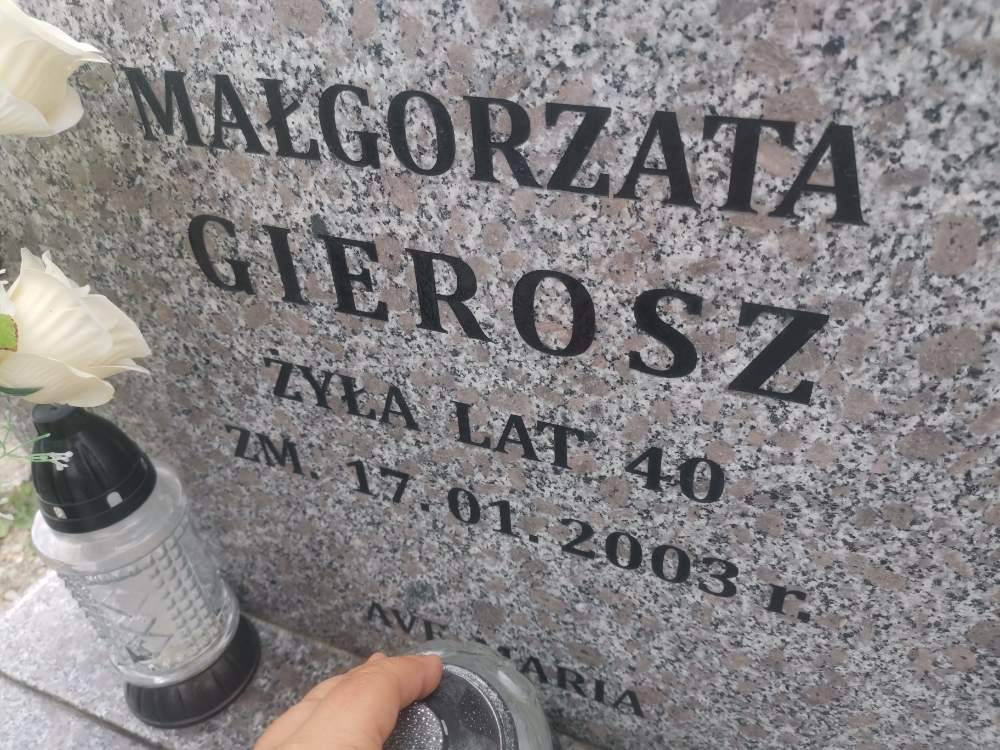 MAŁGORZATA
GIEROSZ
ŻYŁA LAT 40
ZM. 17.01.2003 r.
AVE MARIA